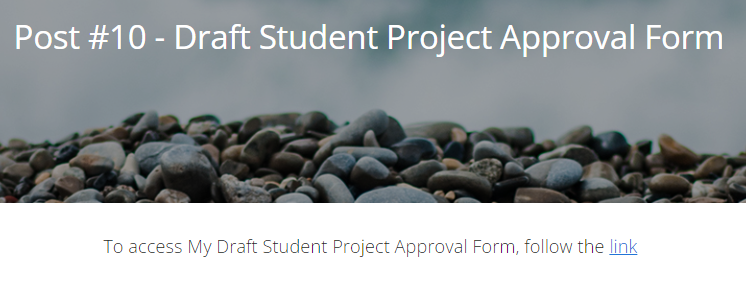 Post #10 - Draft Student Project Approval Form
To access My Draft Student Project Approval Form, follow the link